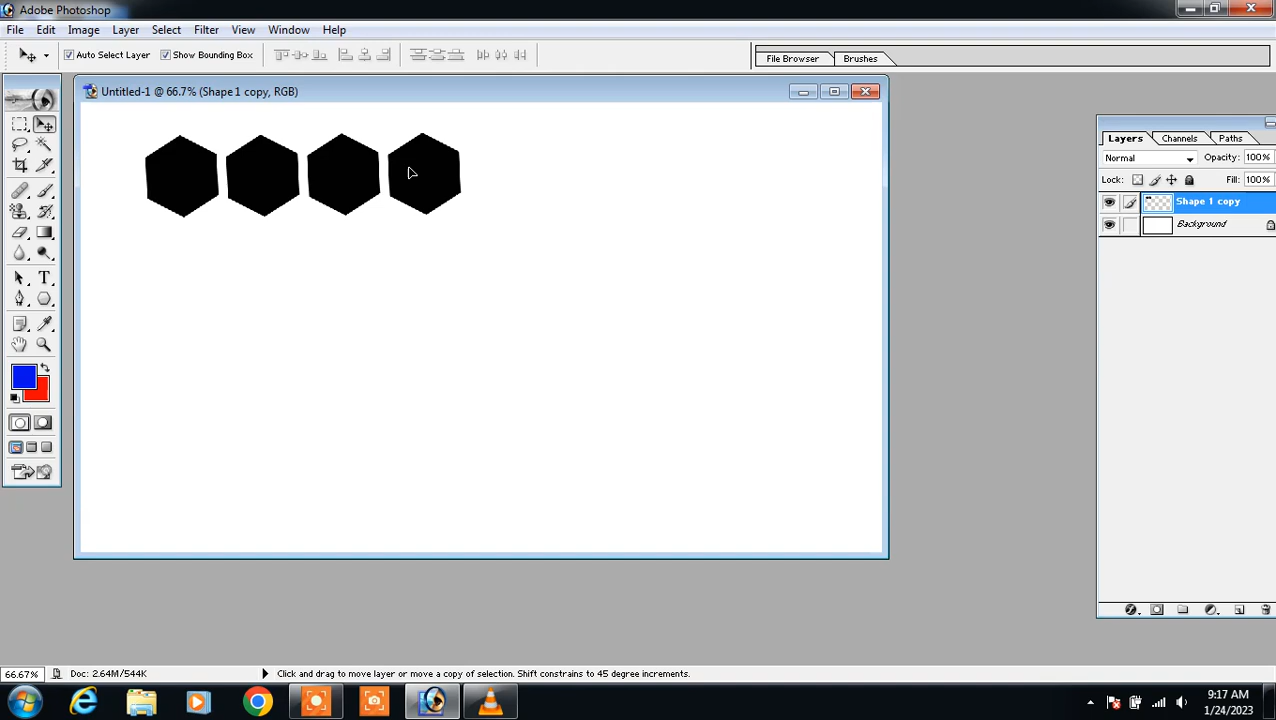 Adobe Photoshop
File Edit Image Layer Select Filter View Window Help
Auto Select Layer Show Bounding Box File Browser Brushes
Untitled-1 @ 66.7% (Shape 1 copy, RGB)
Layers Channels Paths
Normal Opacity: 100%
Lock: Fill: 100%
Shape 1 copy
Background
T
66.67% Doc: 2.64M/544K Click and drag to move layer or move a copy of selection. Shift constrains to 45 degree increments.
9:17 AM
1/24/2023